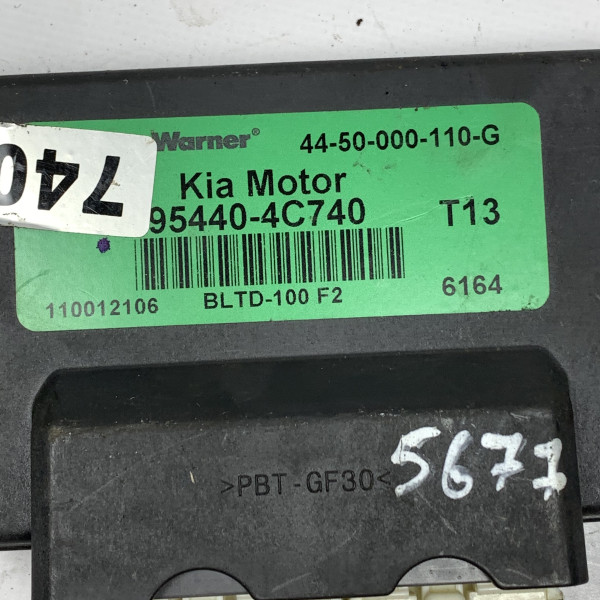 Warner® 44-50-000-110-G
740
Kia Motor
95440-4C740 T13
110012106 BLTD-100 F2 6164
>PBT-GF30<
5677